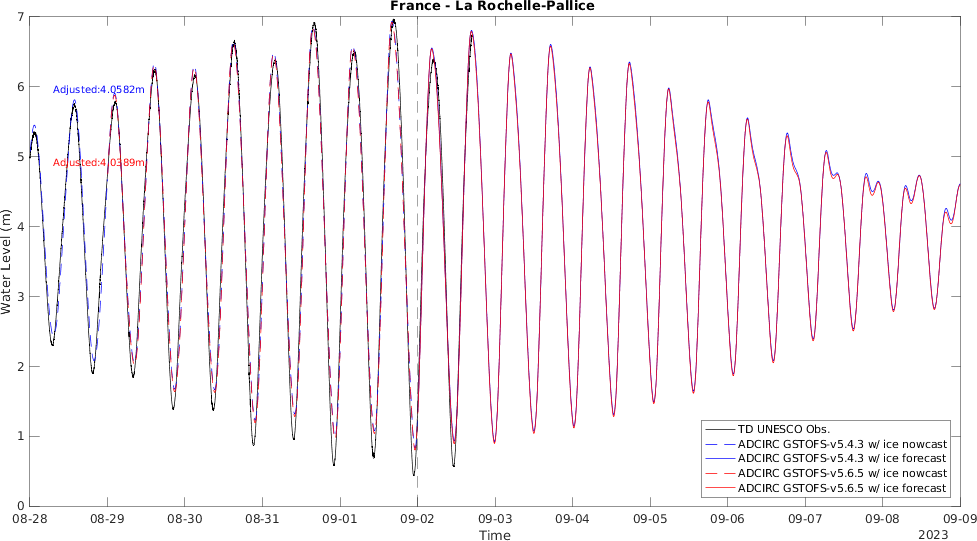 France - La Rochelle-Pallice
7
6
5
4
3
2
1
0
Water Level (m)
Adjusted:4.0582m
Adjusted:4.0389m
TD UNESCO Obs.
ADCIRC GSTOFS-v5.4.3 w/ ice nowcast
ADCIRC GSTOFS-v5.4.3 w/ ice forecast
ADCIRC GSTOFS-v5.6.5 w/ ice nowcast
ADCIRC GSTOFS-v5.6.5 w/ ice forecast
08-28 08-29 08-30 08-31 09-01 09-02 09-03 09-04 09-05 09-06 09-07 09-08 09-09
Time
2023